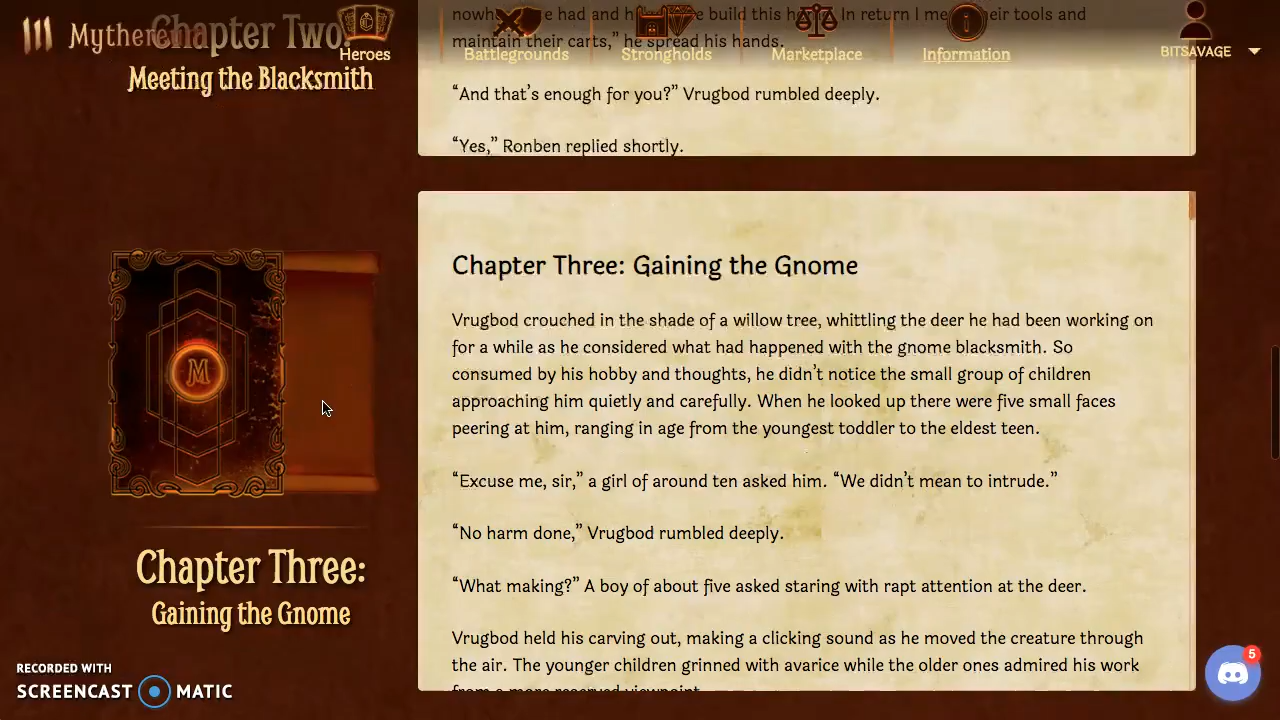 Chapter Two:
Meeting the Blacksmith
Heroes
Battlegrounds
Strongholds
Marketplace
Information
BITSAVAGE
maintain their carts,” he spread his hands.
“And that’s enough for you?” Vrugbod rumbled deeply.
“Yes,” Ronben replied shortly.
M
Chapter Three:
Gaining the Gnome
Chapter Three: Gaining the Gnome
Vrugbod crouched in the shade of a willow tree, whittling the deer he had been working on
for a while as he considered what had happened with the gnome blacksmith. So
consumed by his hobby and thoughts, he didn’t notice the small group of children
approaching him quietly and carefully. When he looked up there were five small faces
peering at him, ranging in age from the youngest toddler to the eldest teen.
“Excuse me, sir,” a girl of around ten asked him. “We didn’t mean to intrude.”
“No harm done,” Vrugbod rumbled deeply.
“What making?” A boy of about five asked staring with rapt attention at the deer.
Vrugbod held his carving out, making a clicking sound as he moved the creature through
the air. The younger children grinned with avarice while the older ones admired his work
from a more reserved viewpoint.
RECORDED WITH
SCREENCAST MATIC
5